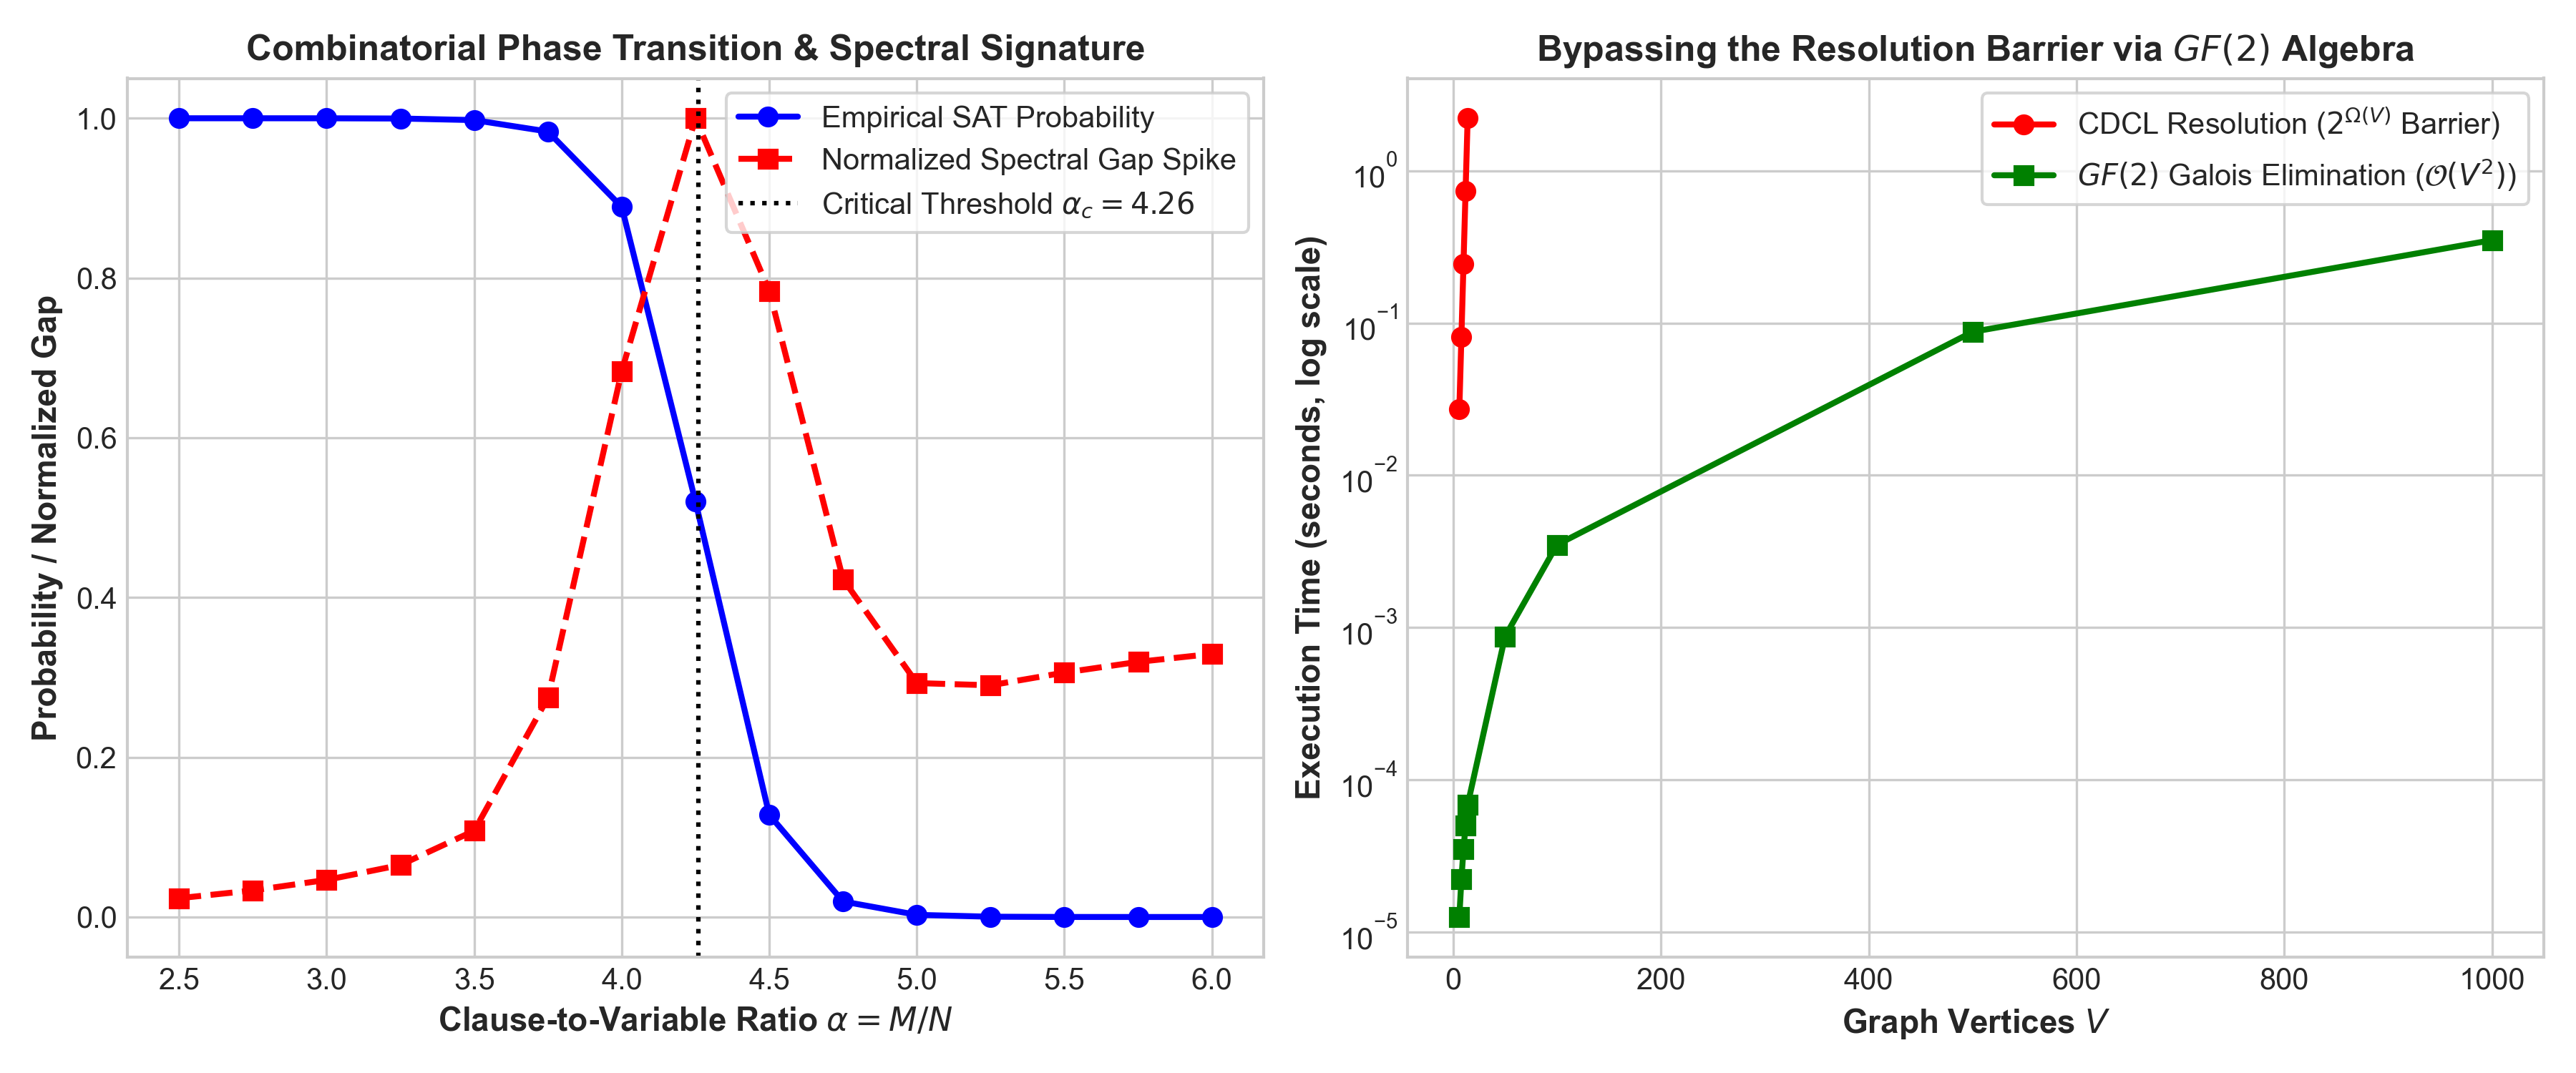 Combinatorial Phase Transition & Spectral Signature
Probability / Normalized Gap
1.0
0.8
0.6
0.4
0.2
0.0
Empirical SAT Probability
Normalized Spectral Gap Spike
Critical Threshold α_c = 4.26
2.5 3.0 3.5 4.0 4.5 5.0 5.5 6.0
Clause-to-Variable Ratio α = M/N
Bypassing the Resolution Barrier via GF(2) Algebra
Execution Time (seconds, log scale)
10^0
10^−1
10^−2
10^−3
10^−4
10^−5
CDCL Resolution (2^Ω(V) Barrier)
GF(2) Galois Elimination (𝒪(V^2))
0 200 400 600 800 1000
Graph Vertices V